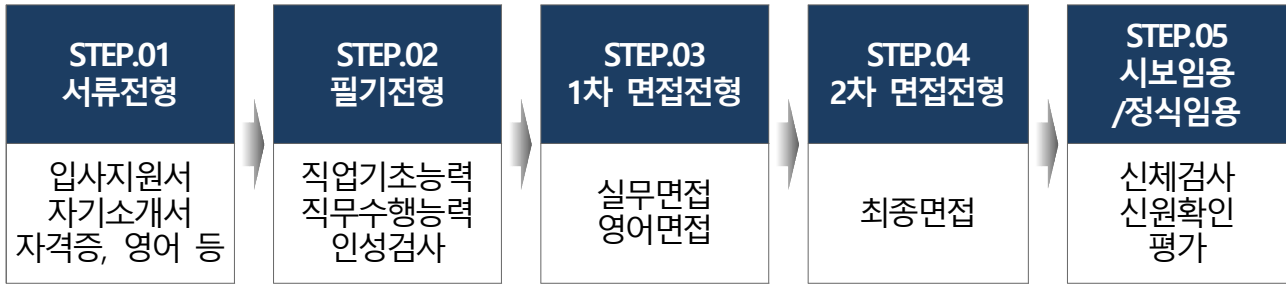 STEP.01
서류전형
입사지원서
자기소개서
자격증, 영어 등
STEP.02
필기전형
직업기초능력
직무수행능력
인성검사
STEP.03
1차 면접전형
실무면접
영어면접
STEP.04
2차 면접전형
최종면접
STEP.05
시보임용
/정식임용
신체검사
신원확인
평가